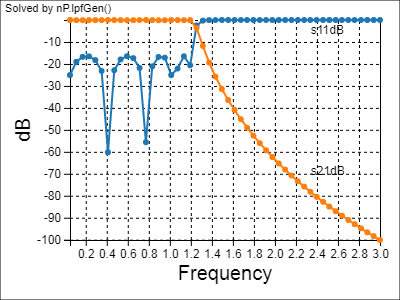 Solved by nP.lpfGen()
s11dB
-10
-20
-30
-40
-50
-60
-70
-80
-90
-100
dB
s21dB
0.2 0.4 0.6 0.8 1.0 1.2 1.4 1.6 1.8 2.0 2.2 2.4 2.6 2.8 3.0
Frequency